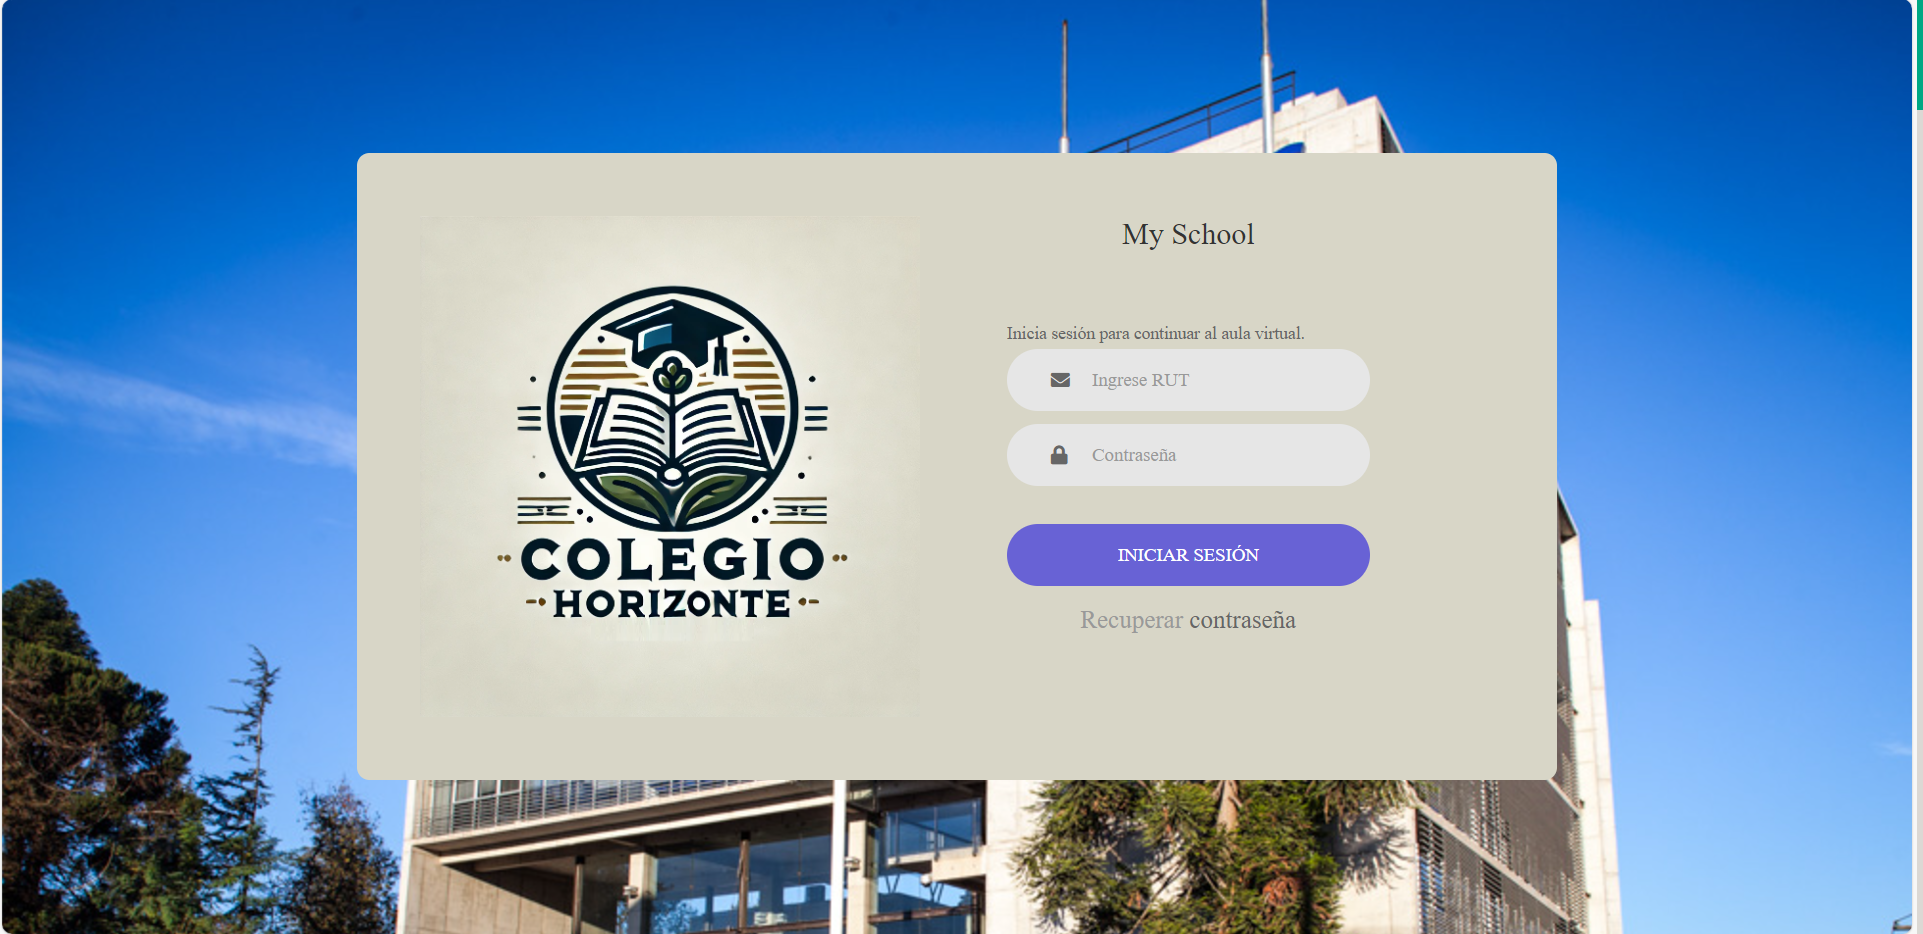 My School
Inicia sesión para continuar al aula virtual.
Ingrese RUT
Contraseña
INICIAR SESIÓN
Recuperar contraseña
COLEGIO
HORIZONTE